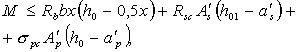 M ≤ R_b bx(h_0 - 0,5x) + R_sc A'_s(h_01 - a'_s) +
+ σ_pc A'_p(h_0 - a'_p),